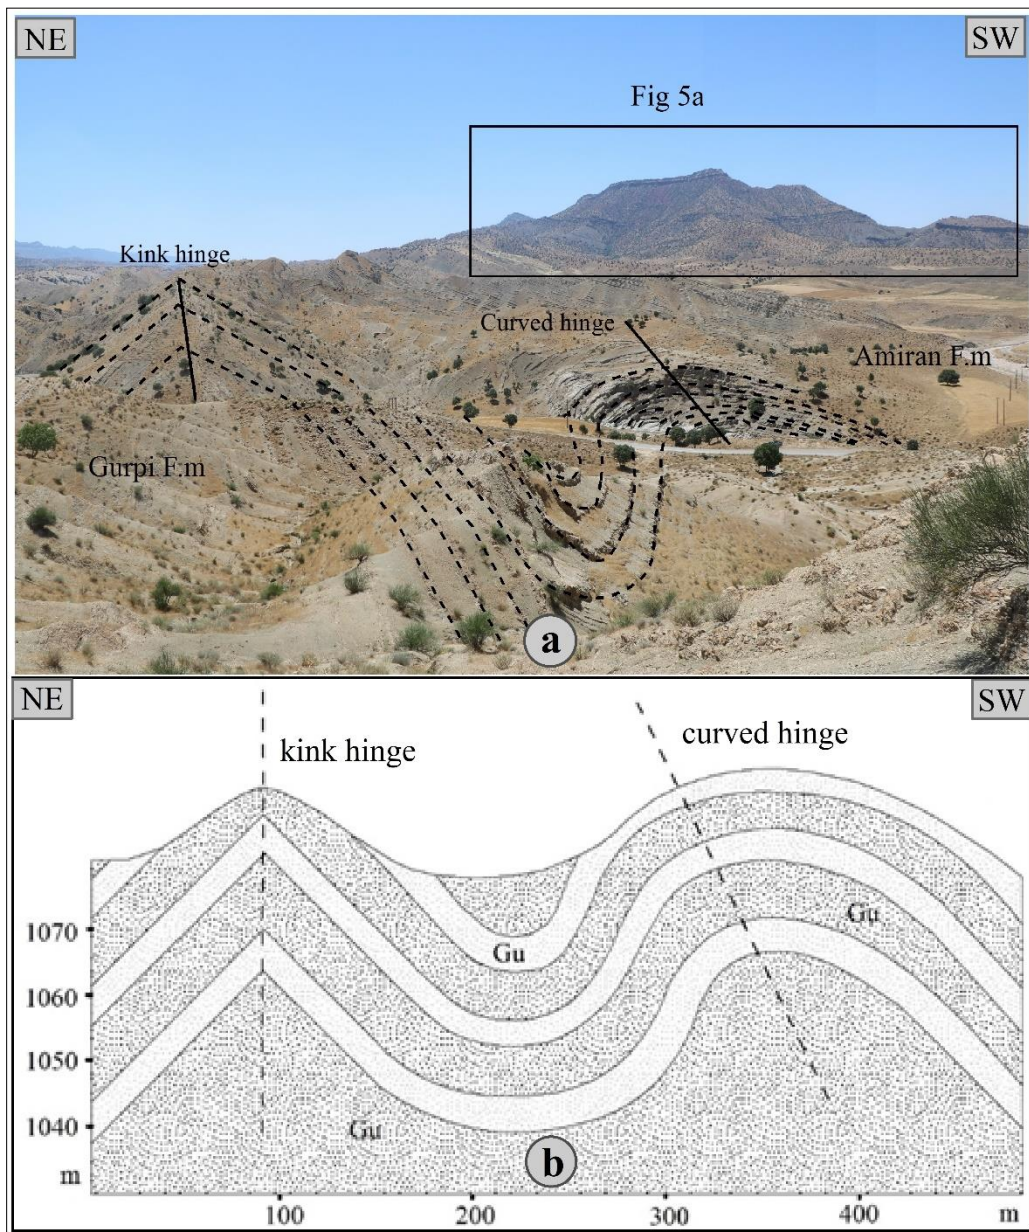 NE
SW
Fig 5a
Kink hinge
Curved hinge
Amiran F.m
Gurpi F.m
a
NE
SW
kink hinge
curved hinge
1070
1060
1050
1040
m
Gu
Gu
Gu
b
100
200
300
400
m